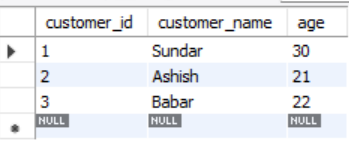 customer_id customer_name age
1 Sundar 30
2 Ashish 21
3 Babar 22
NULL NULL NULL